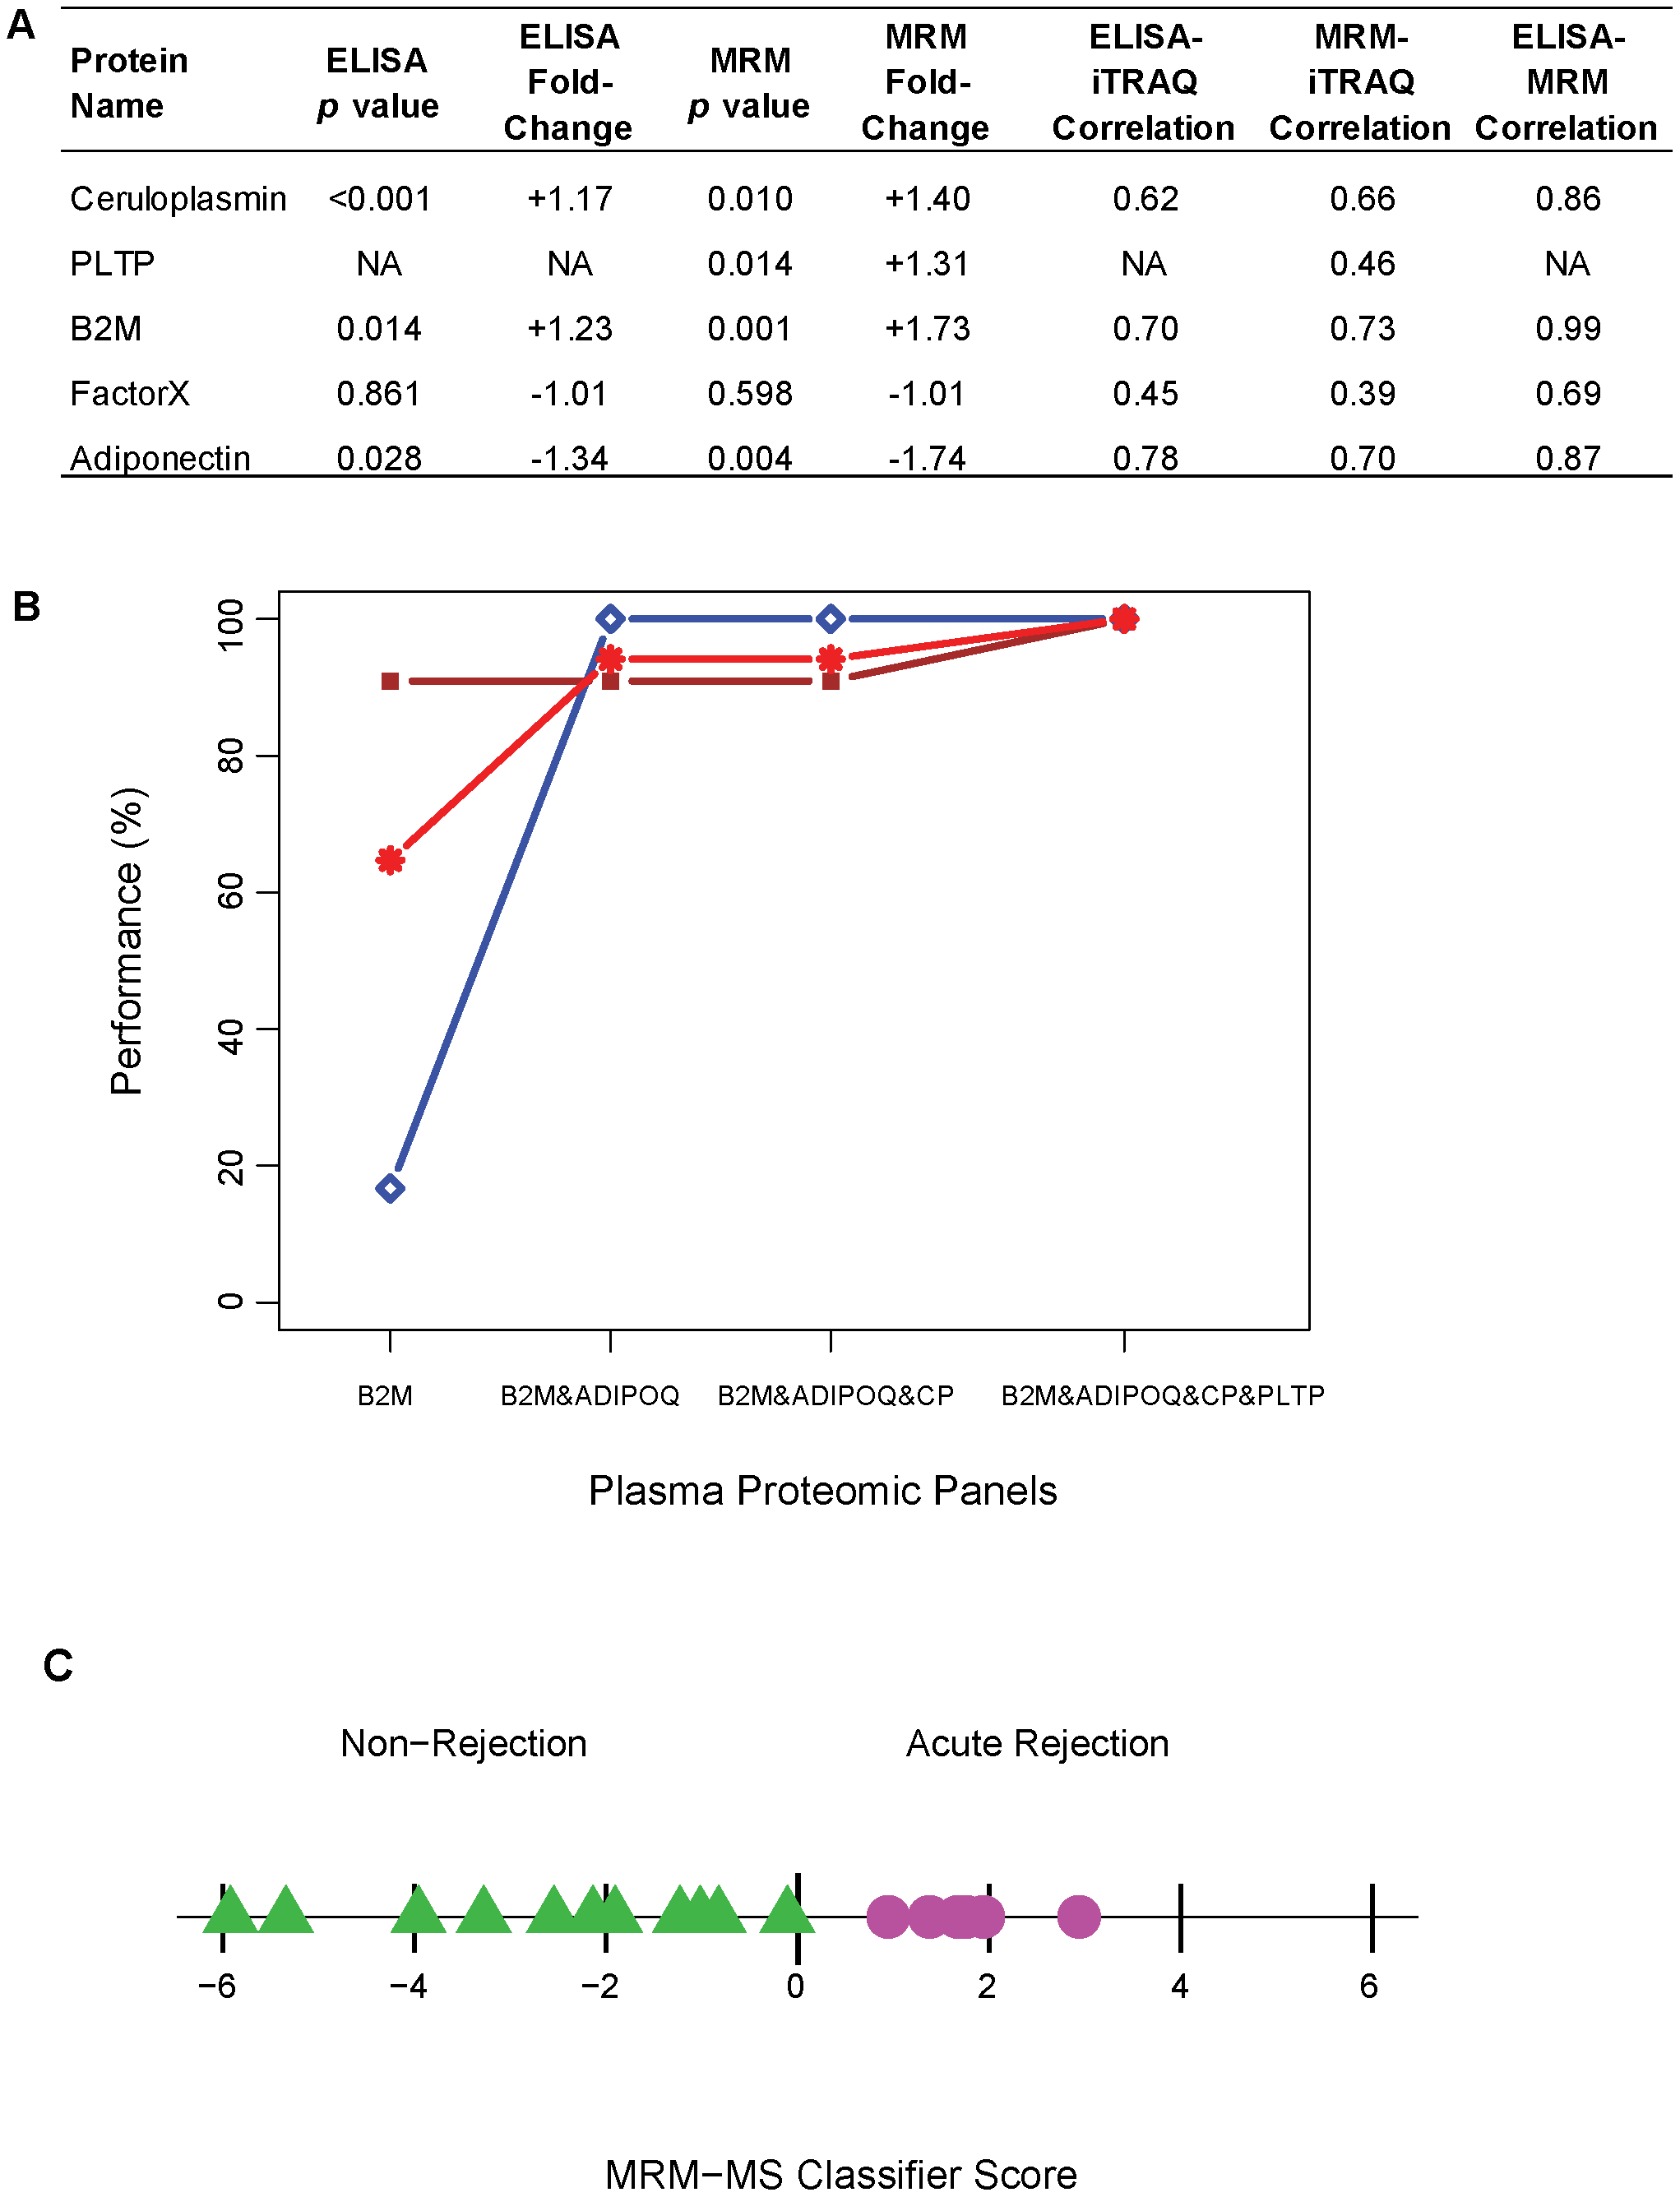 A
Protein Name
ELISA p value
ELISA Fold-Change
MRM p value
MRM Fold-Change
ELISA-iTRAQ Correlation
MRM-iTRAQ Correlation
ELISA-MRM Correlation
Ceruloplasmin <0.001 +1.17 0.010 +1.40 0.62 0.66 0.86
PLTP NA NA 0.014 +1.31 NA 0.46 NA
B2M 0.014 +1.23 0.001 +1.73 0.70 0.73 0.99
FactorX 0.861 -1.01 0.598 -1.01 0.45 0.39 0.69
Adiponectin 0.028 -1.34 0.004 -1.74 0.78 0.70 0.87
B
Performance (%)
100
80
60
40
20
0
B2M B2M&ADIPOQ B2M&ADIPOQ&CP B2M&ADIPOQ&CP&PLTP
Plasma Proteomic Panels
C
Non−Rejection Acute Rejection
−6 −4 −2 0 2 4 6
MRM−MS Classifier Score